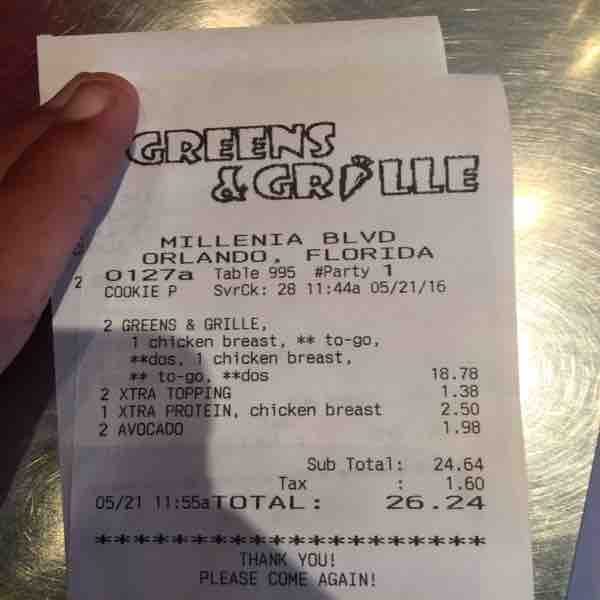 GREENS
& GRILLE
MILLENIA BLVD
ORLANDO, FLORIDA
2 0127a Table 995 #Party 1
COOKIE P SvrCk: 28 11:44a 05/21/16
2 GREENS & GRILLE,
1 chicken breast, ** to-go,
**dos, 1 chicken breast,
** to-go, **dos 18.78
2 XTRA TOPPING 1.38
1 XTRA PROTEIN, chicken breast 2.50
2 AVOCADO 1.98
Sub Total: 24.64
Tax : 1.60
05/21 11:55a TOTAL: 26.24
*********************
THANK YOU!
PLEASE COME AGAIN!